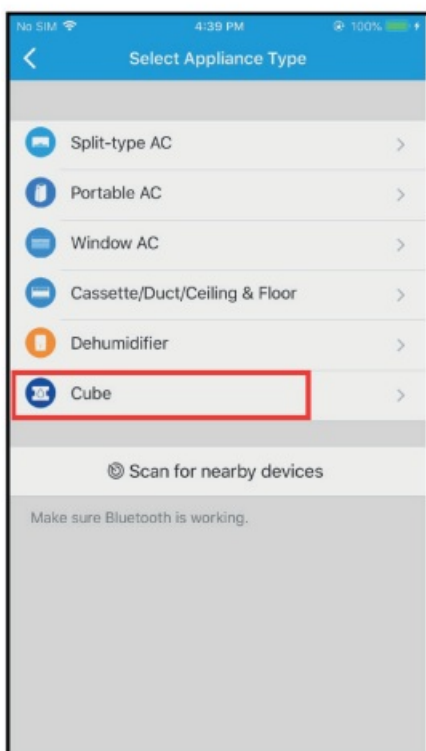 No SIM 4:39 PM 100%
Select Appliance Type
Split-type AC
Portable AC
Window AC
Cassette/Duct/Ceiling & Floor
Dehumidifier
Cube
Scan for nearby devices
Make sure Bluetooth is working.